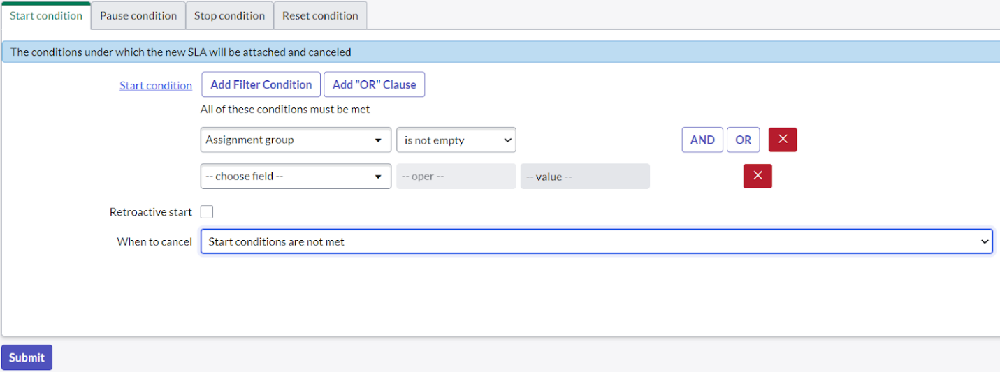 Start condition Pause condition Stop condition Reset condition
The conditions under which the new SLA will be attached and canceled
Start condition Add Filter Condition Add "OR" Clause
All of these conditions must be met
Assignment group is not empty AND OR
-- choose field -- -- oper -- -- value --
Retroactive start
When to cancel Start conditions are not met
Submit